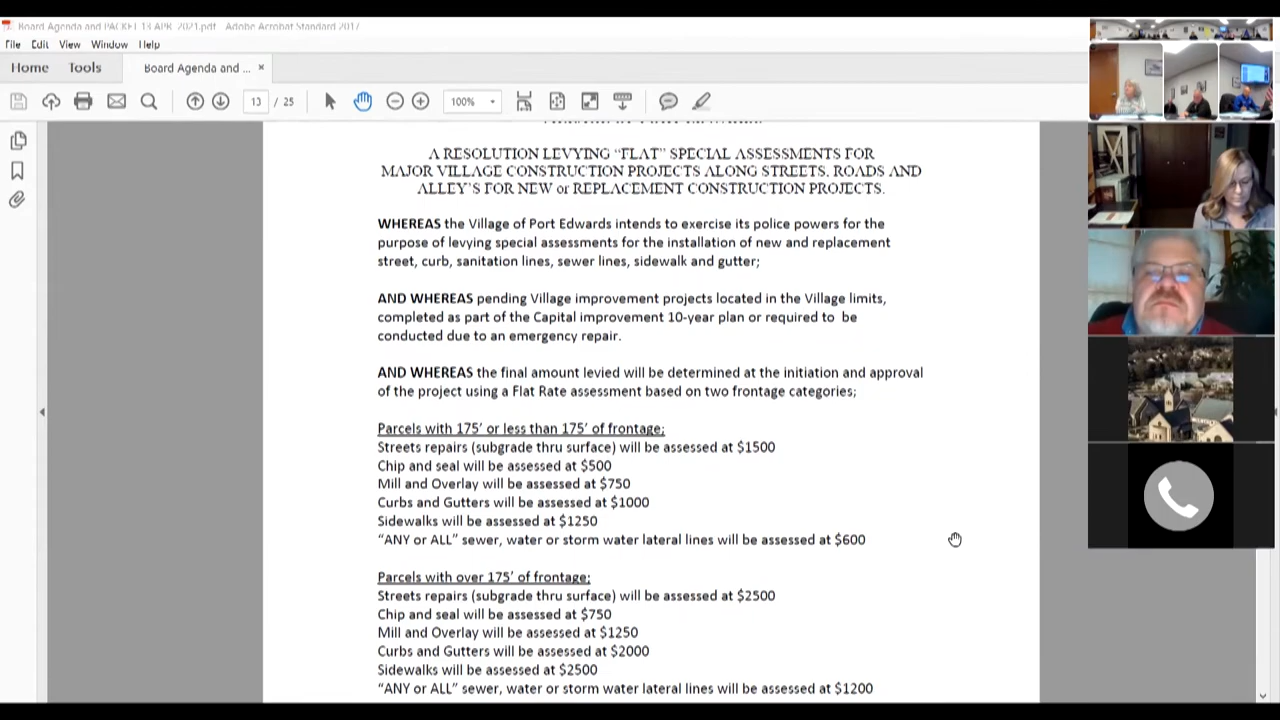 Board Agenda and PACKET 13 APR 2021.pdf - Adobe Acrobat Standard 2017
File Edit View Window Help
Home Tools Board Agenda and ... ×
13 / 25 100%
A RESOLUTION LEVYING “FLAT” SPECIAL ASSESSMENTS FOR
MAJOR VILLAGE CONSTRUCTION PROJECTS ALONG STREETS, ROADS AND
ALLEY’S FOR NEW or REPLACEMENT CONSTRUCTION PROJECTS.
WHEREAS the Village of Port Edwards intends to exercise its police powers for the
purpose of levying special assessments for the installation of new and replacement
street, curb, sanitation lines, sewer lines, sidewalk and gutter;
AND WHEREAS pending Village improvement projects located in the Village limits,
completed as part of the Capital improvement 10-year plan or required to be
conducted due to an emergency repair.
AND WHEREAS the final amount levied will be determined at the initiation and approval
of the project using a Flat Rate assessment based on two frontage categories;
Parcels with 175’ or less than 175’ of frontage;
Streets repairs (subgrade thru surface) will be assessed at $1500
Chip and seal will be assessed at $500
Mill and Overlay will be assessed at $750
Curbs and Gutters will be assessed at $1000
Sidewalks will be assessed at $1250
“ANY or ALL” sewer, water or storm water lateral lines will be assessed at $600
Parcels with over 175’ of frontage;
Streets repairs (subgrade thru surface) will be assessed at $2500
Chip and seal will be assessed at $750
Mill and Overlay will be assessed at $1250
Curbs and Gutters will be assessed at $2000
Sidewalks will be assessed at $2500
“ANY or ALL” sewer, water or storm water lateral lines will be assessed at $1200